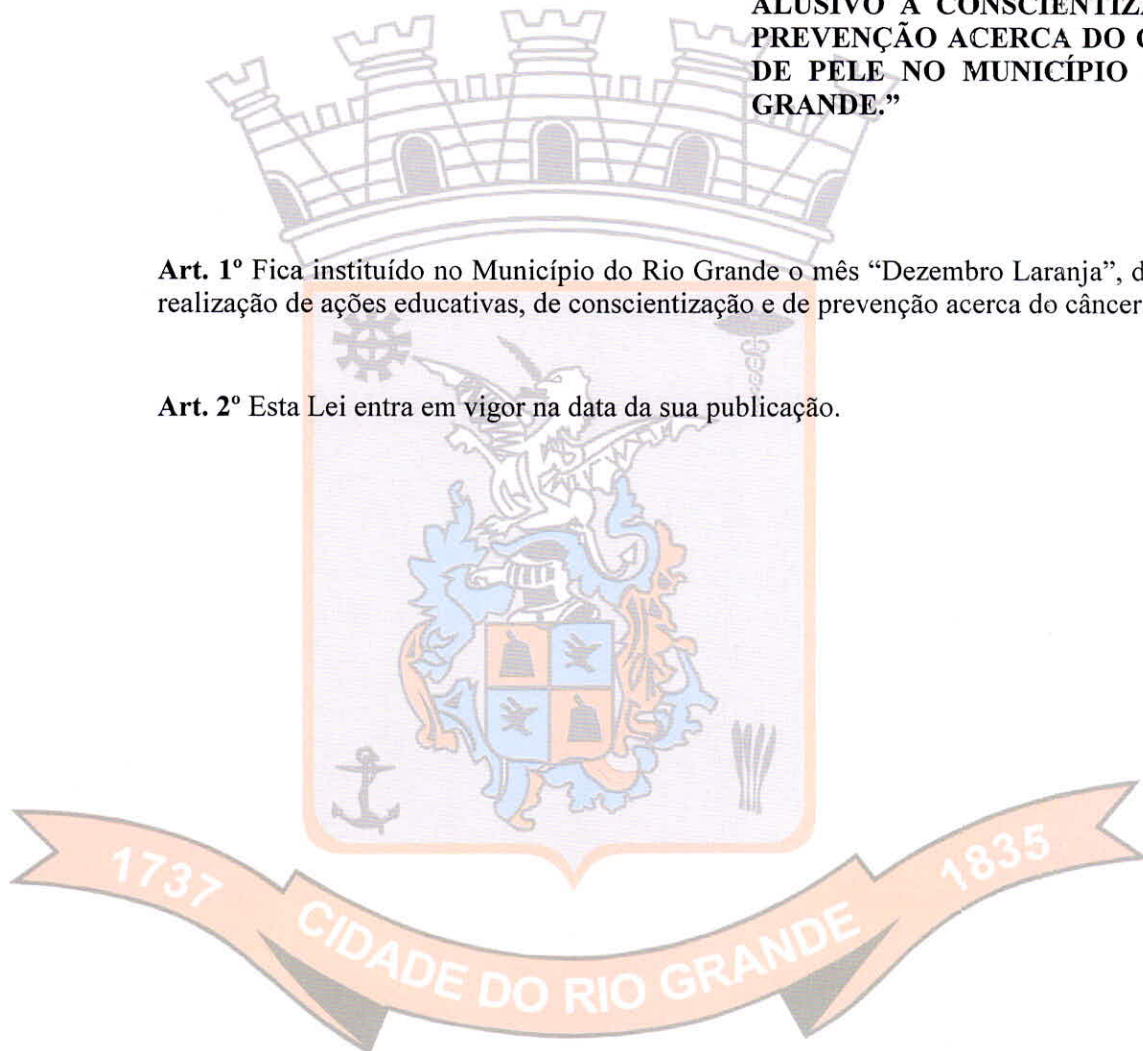 ALUSIVO À CONSCIENTIZ
PREVENÇÃO ACERCA DO
DE PELE NO MUNICÍPIO
GRANDE.”
Art. 1º Fica instituído no Município do Rio Grande o mês “Dezembro Laranja”, d
realização de ações educativas, de conscientização e de prevenção acerca do câncer
Art. 2º Esta Lei entra em vigor na data da sua publicação.
1737 CIDADE DO RIO GRANDE 1835